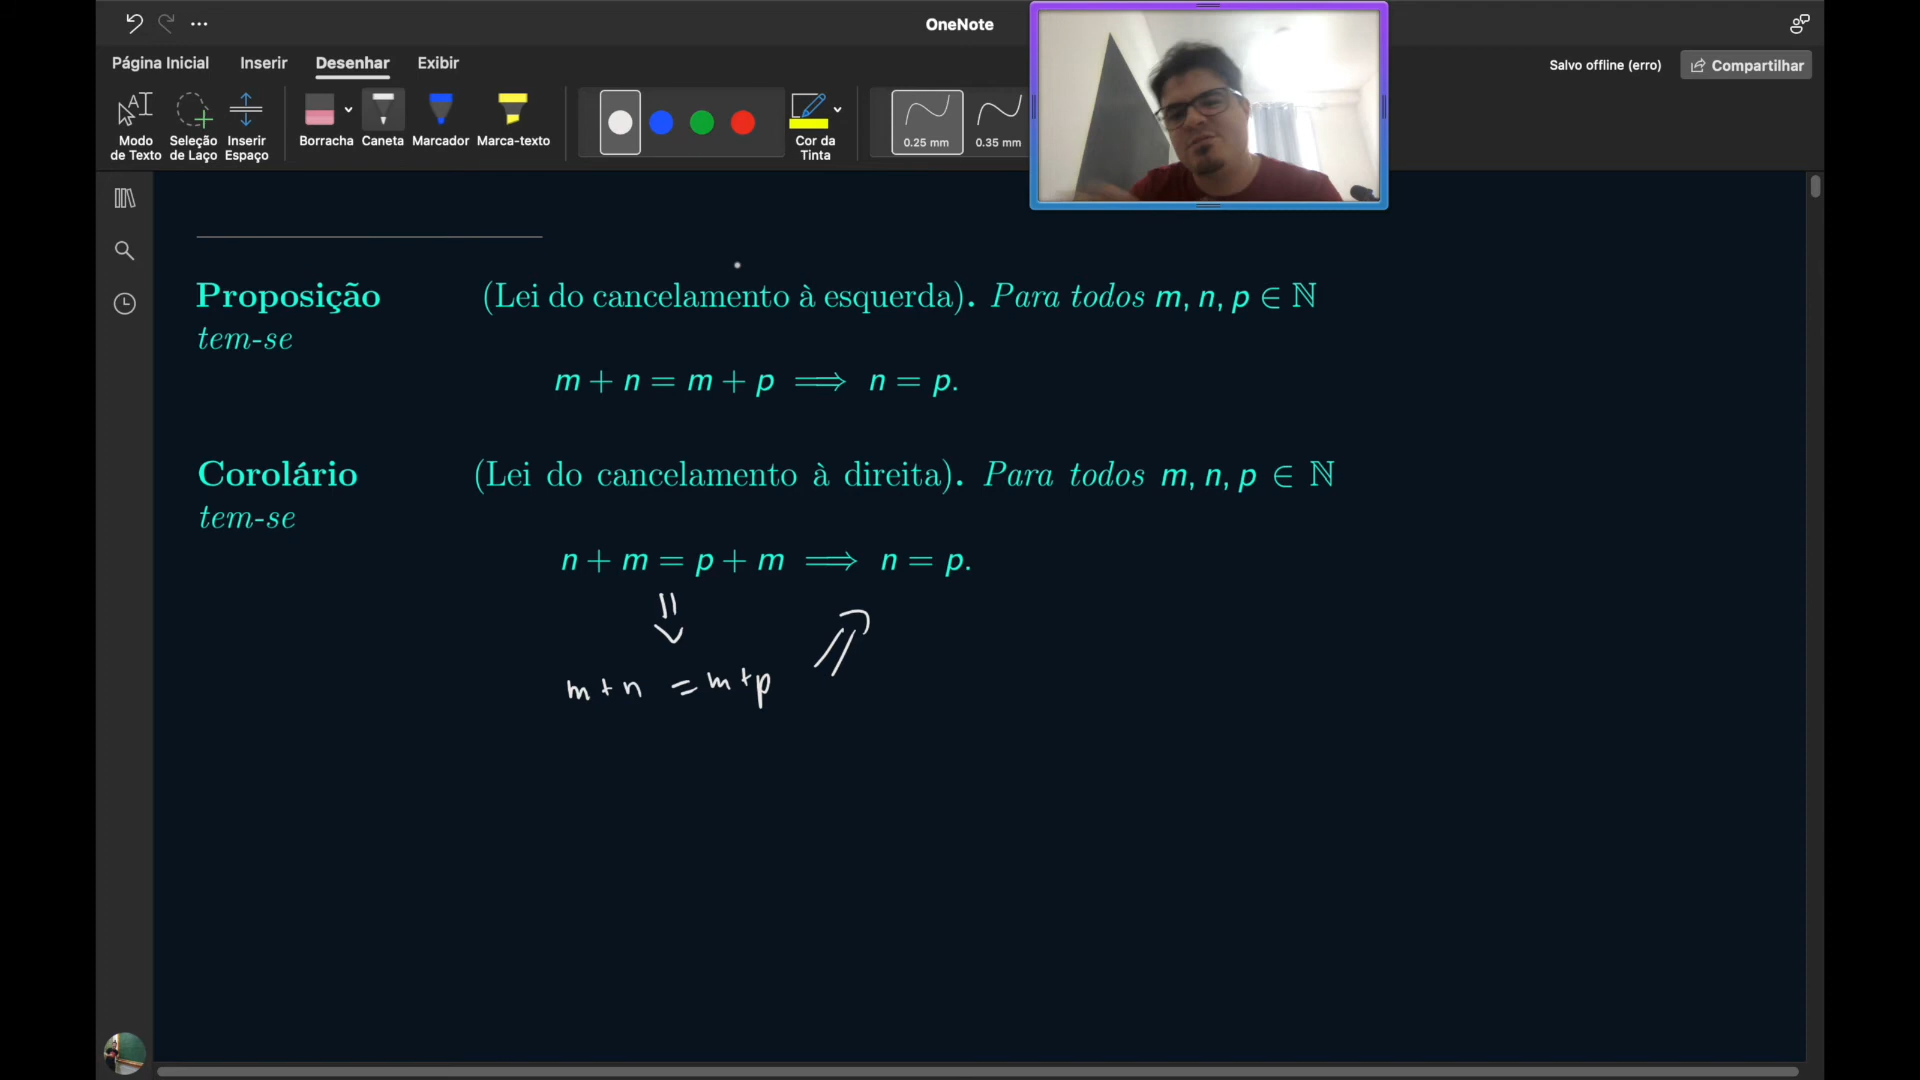 OneNote
Página Inicial Inserir Desenhar Exibir
Salvo offline (erro) Compartilhar
Modo de Texto
Seleção de Laço
Inserir Espaço
Borracha
Caneta
Marcador
Marca-texto
Cor da Tinta
0.25 mm
0.35 mm
Proposição (Lei do cancelamento à esquerda). Para todos m, n, p ∈ ℕ
tem-se
m + n = m + p ⟹ n = p.
Corolário (Lei do cancelamento à direita). Para todos m, n, p ∈ ℕ
tem-se
n + m = p + m ⟹ n = p.
m+n = m+p